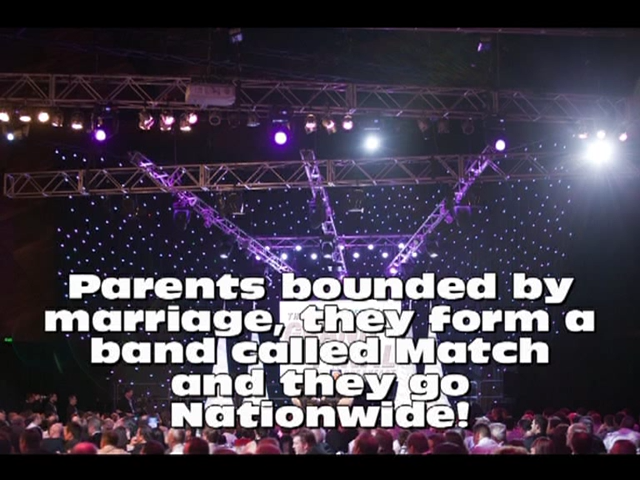 Parents bounded by
marriage, they form a
band called Match
and they go
Nationwide!